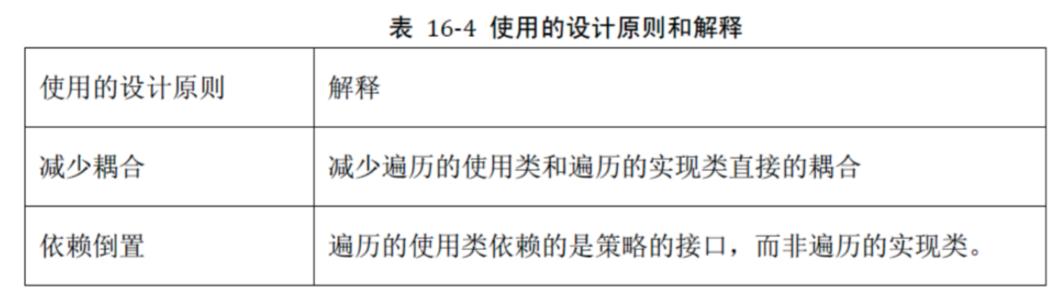 表 16-4 使用的设计原则和解释
使用的设计原则 解释
减少耦合 减少遍历的使用类和遍历的实现类直接的耦合
依赖倒置 遍历的使用类依赖的是策略的接口，而非遍历的实现类。